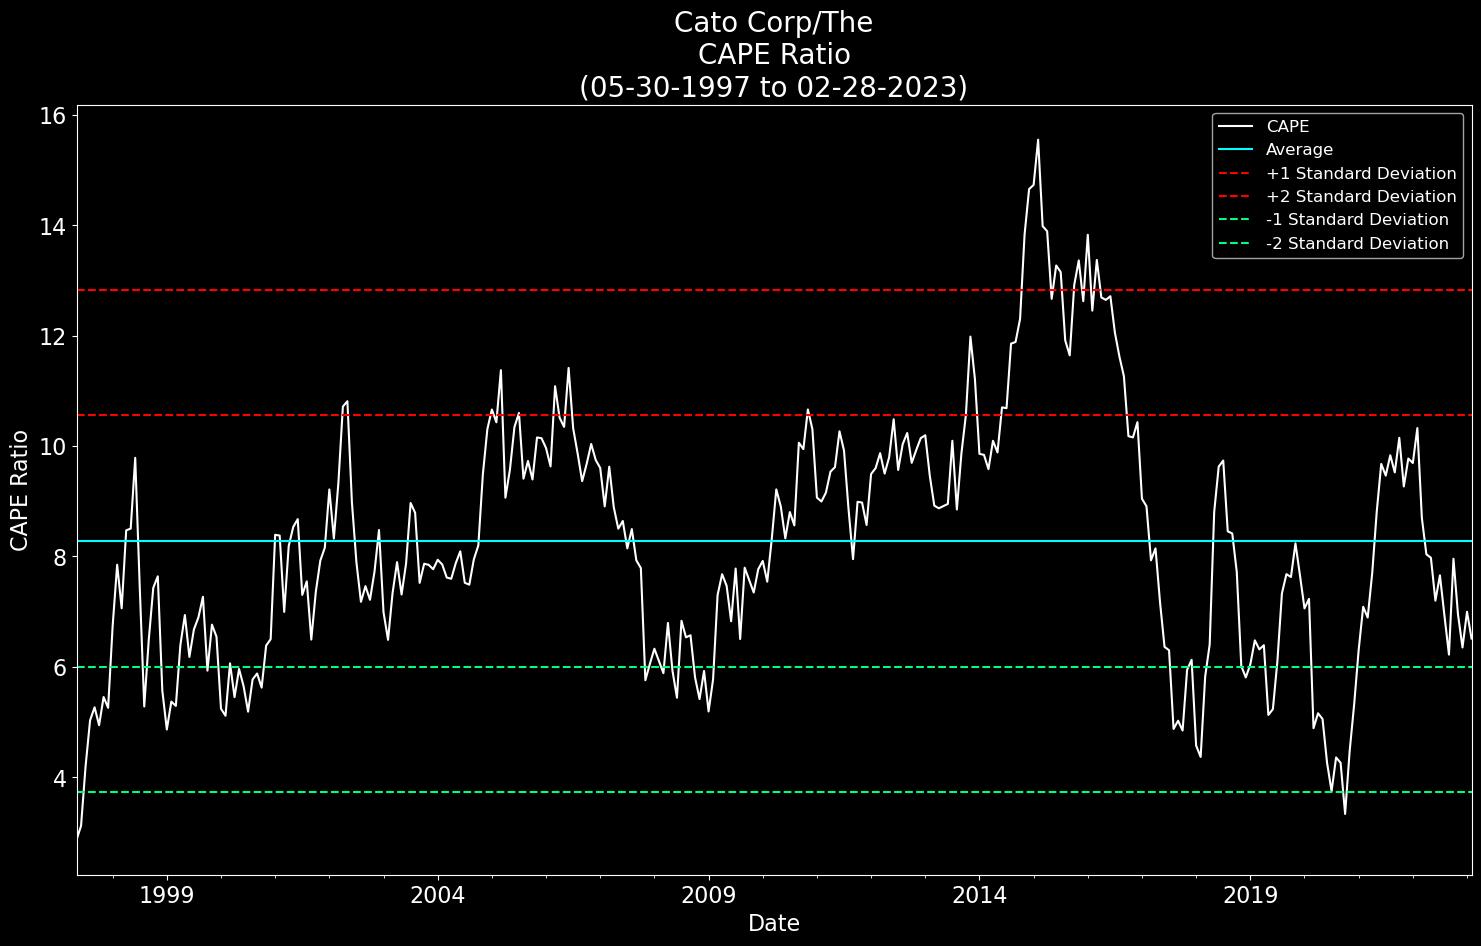 Cato Corp/The
CAPE Ratio
(05-30-1997 to 02-28-2023)
16
14
12
10
8
6
4
CAPE Ratio
CAPE
Average
+1 Standard Deviation
+2 Standard Deviation
-1 Standard Deviation
-2 Standard Deviation
1999
2004
2009
2014
2019
Date